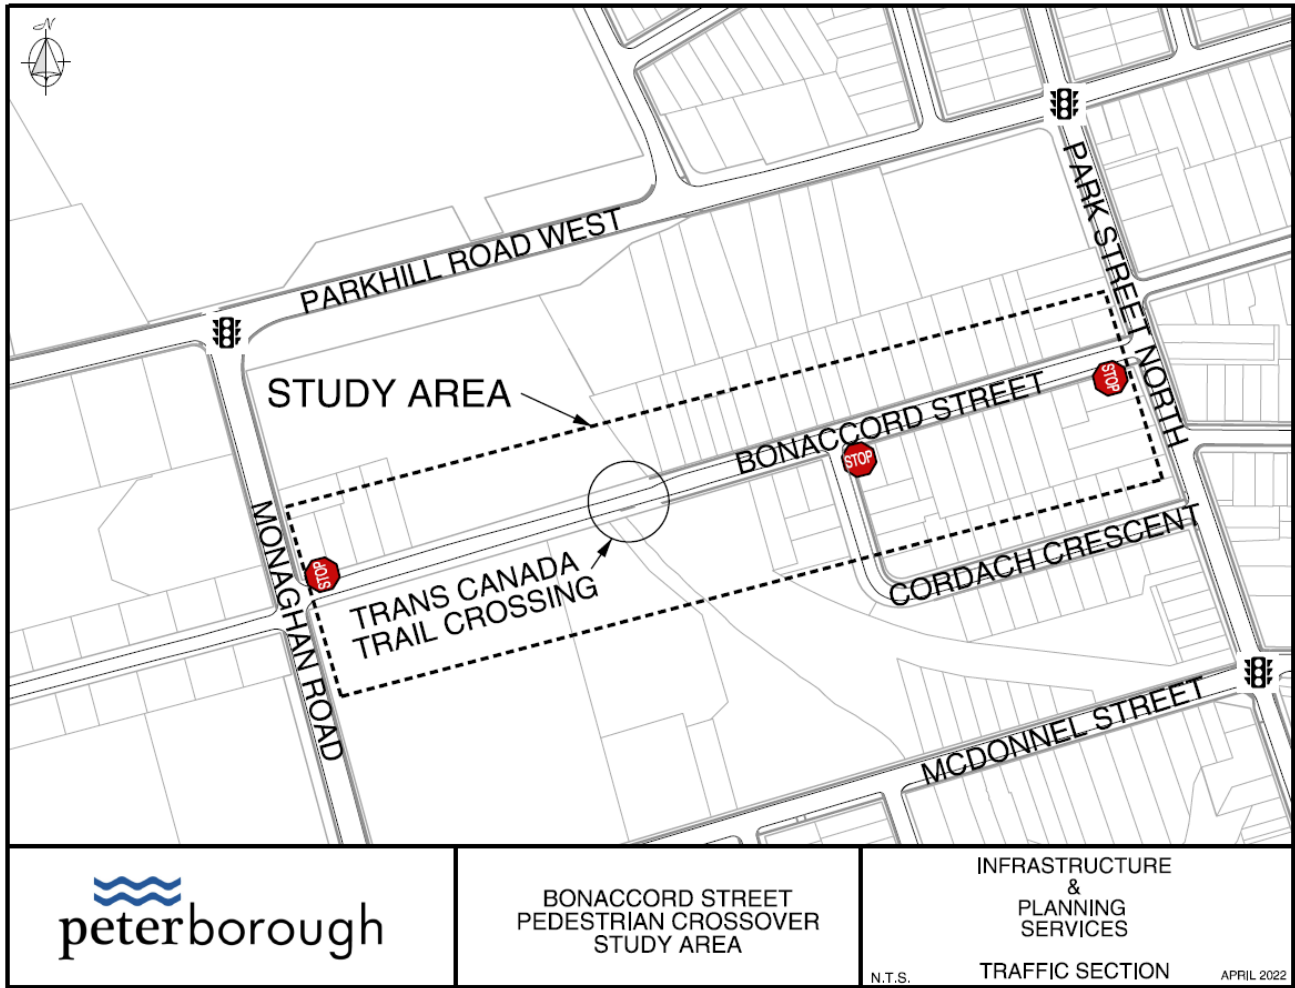 N
PARKHILL ROAD WEST
PARK STREET NORTH
STUDY AREA
BONACCORD STREET
STOP
STOP
STOP
MONAGHAN ROAD
TRANS CANADA
TRAIL CROSSING
CORDACH CRESCENT
MCDONNEL STREET
peterborough
BONACCORD STREET
PEDESTRIAN CROSSOVER
STUDY AREA
INFRASTRUCTURE
&
PLANNING
SERVICES
TRAFFIC SECTION
N.T.S.
APRIL 2022